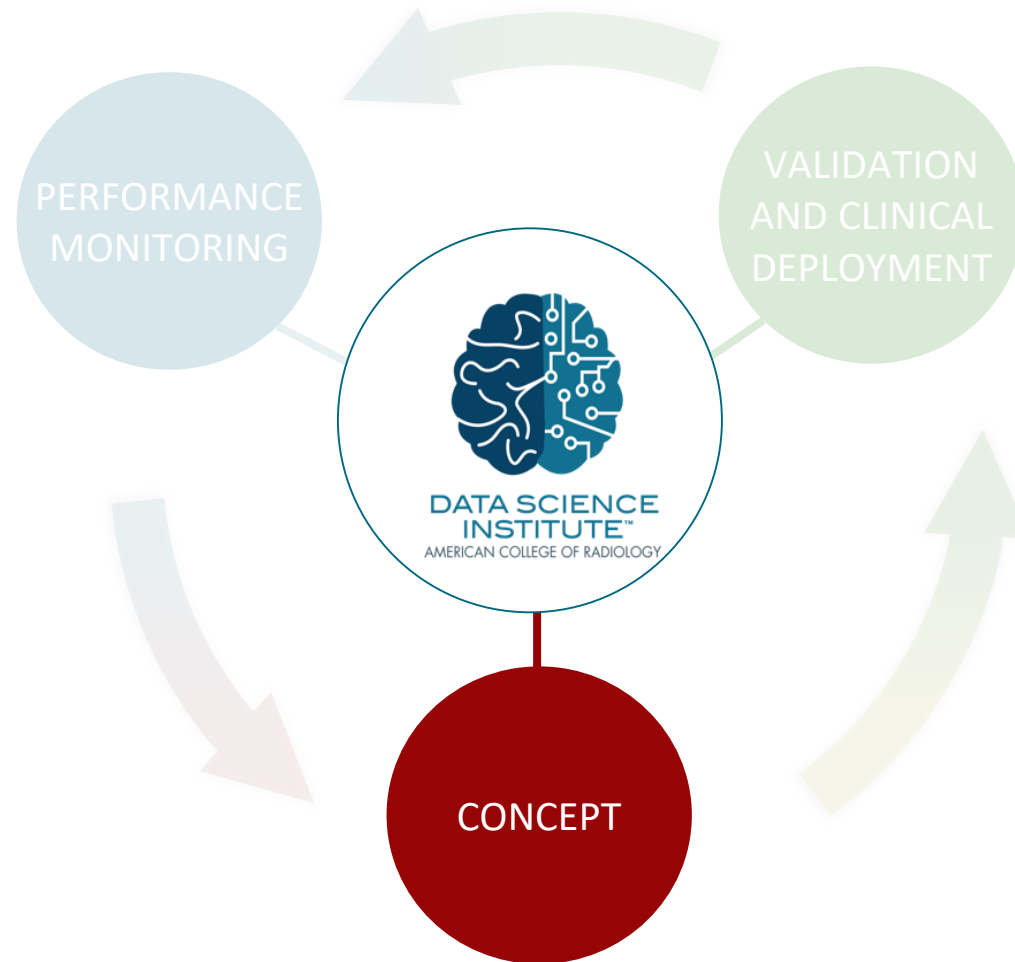 PERFORMANCE
MONITORING
VALIDATION
AND CLINICAL
DEPLOYMENT
DATA SCIENCE
INSTITUTE™
AMERICAN COLLEGE OF RADIOLOGY
CONCEPT